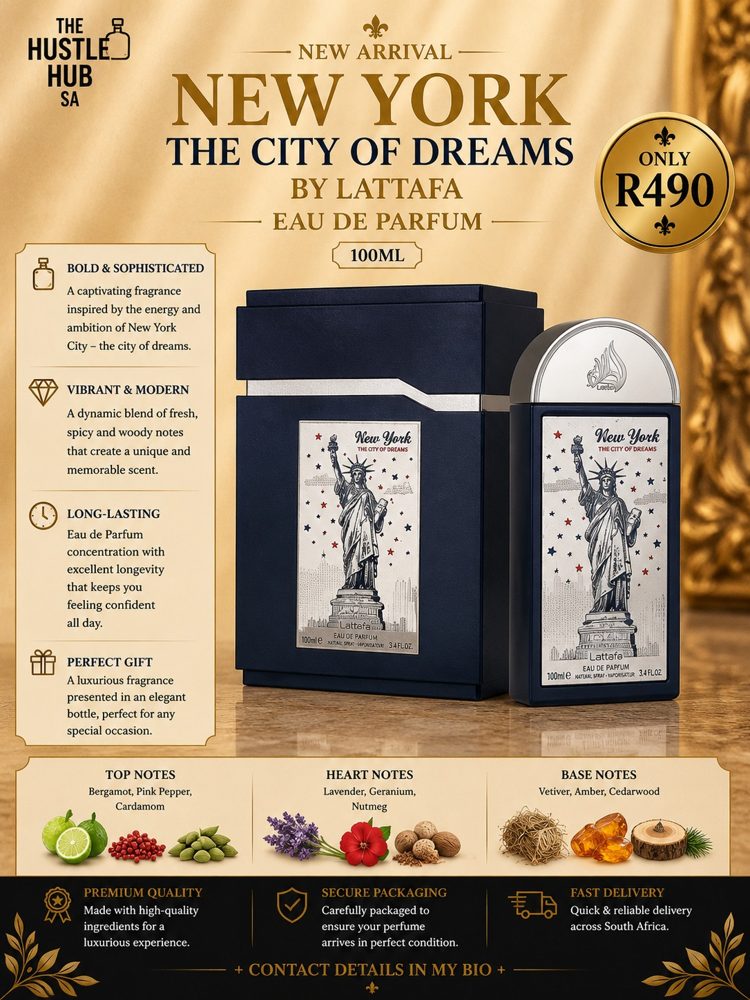 THE
HUSTLE
HUB
SA
NEW ARRIVAL
NEW YORK
THE CITY OF DREAMS
BY LATTAFA
EAU DE PARFUM
100ML
ONLY
R490
BOLD & SOPHISTICATED
A captivating fragrance
inspired by the energy and
ambition of New York
City – the city of dreams.
VIBRANT & MODERN
A dynamic blend of fresh,
spicy and woody notes
that create a unique and
memorable scent.
LONG-LASTING
Eau de Parfum
concentration with
excellent longevity
that keeps you
feeling confident
all day.
PERFECT GIFT
A luxurious fragrance
presented in an elegant
bottle, perfect for any
special occasion.
New York
THE CITY OF DREAMS
Lattafa
EAU DE PARFUM
100ml e NATURAL SPRAY - VAPORISATEUR 3.4 FL.OZ.
Lattafa
New York
THE CITY OF DREAMS
Lattafa
EAU DE PARFUM
100ml e NATURAL SPRAY - VAPORISATEUR 3.4 FL.OZ.
TOP NOTES
Bergamot, Pink Pepper,
Cardamom
HEART NOTES
Lavender, Geranium,
Nutmeg
BASE NOTES
Vetiver, Amber, Cedarwood
PREMIUM QUALITY
Made with high-quality
ingredients for a
luxurious experience.
SECURE PACKAGING
Carefully packaged to
ensure your perfume
arrives in perfect condition.
FAST DELIVERY
Quick & reliable delivery
across South Africa.
+ CONTACT DETAILS IN MY BIO +